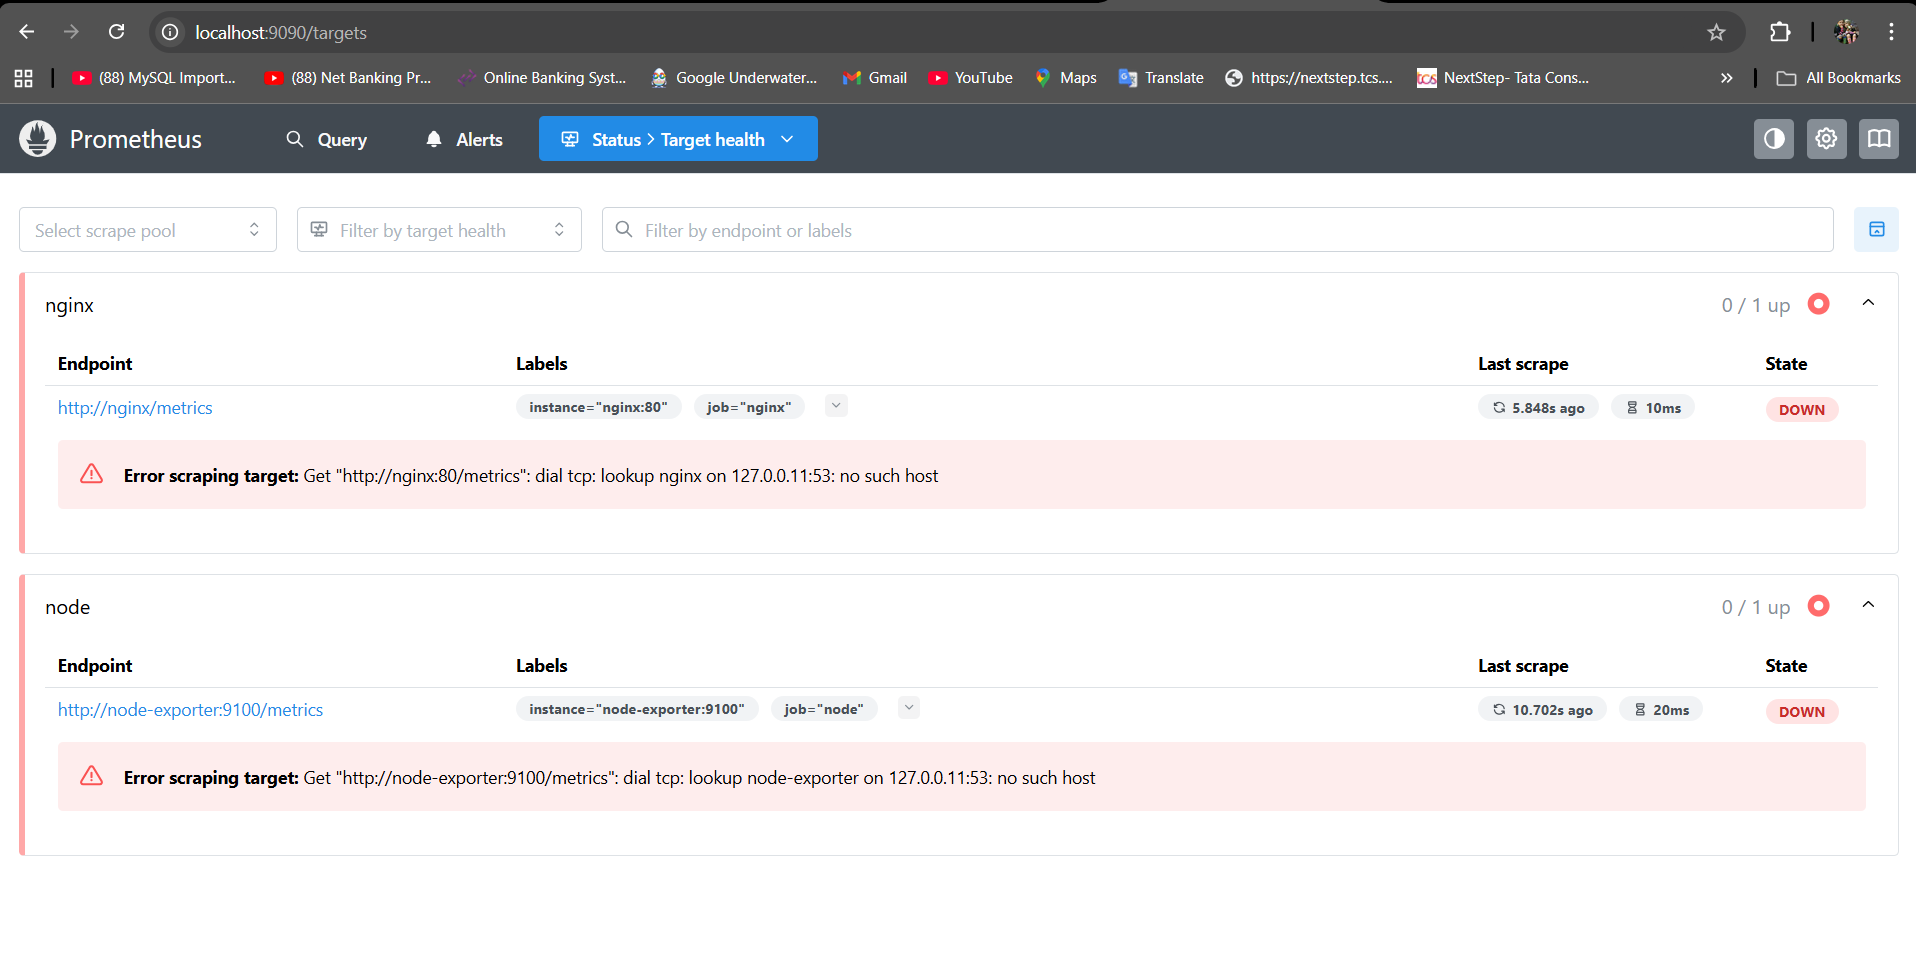 localhost:9090/targets
(88) MySQL Import... (88) Net Banking Pr... Online Banking Syst... Google Underwater... Gmail YouTube Maps Translate https://nextstep.tcs.... tcs NextStep- Tata Cons... All Bookmarks
Prometheus Query Alerts Status > Target health
Select scrape pool Filter by target health Filter by endpoint or labels
nginx 0 / 1 up
Endpoint Labels Last scrape State
http://nginx/metrics instance="nginx:80" job="nginx" 5.848s ago 10ms DOWN
Error scraping target: Get "http://nginx:80/metrics": dial tcp: lookup nginx on 127.0.0.11:53: no such host
node 0 / 1 up
Endpoint Labels Last scrape State
http://node-exporter:9100/metrics instance="node-exporter:9100" job="node" 10.702s ago 20ms DOWN
Error scraping target: Get "http://node-exporter:9100/metrics": dial tcp: lookup node-exporter on 127.0.0.11:53: no such host